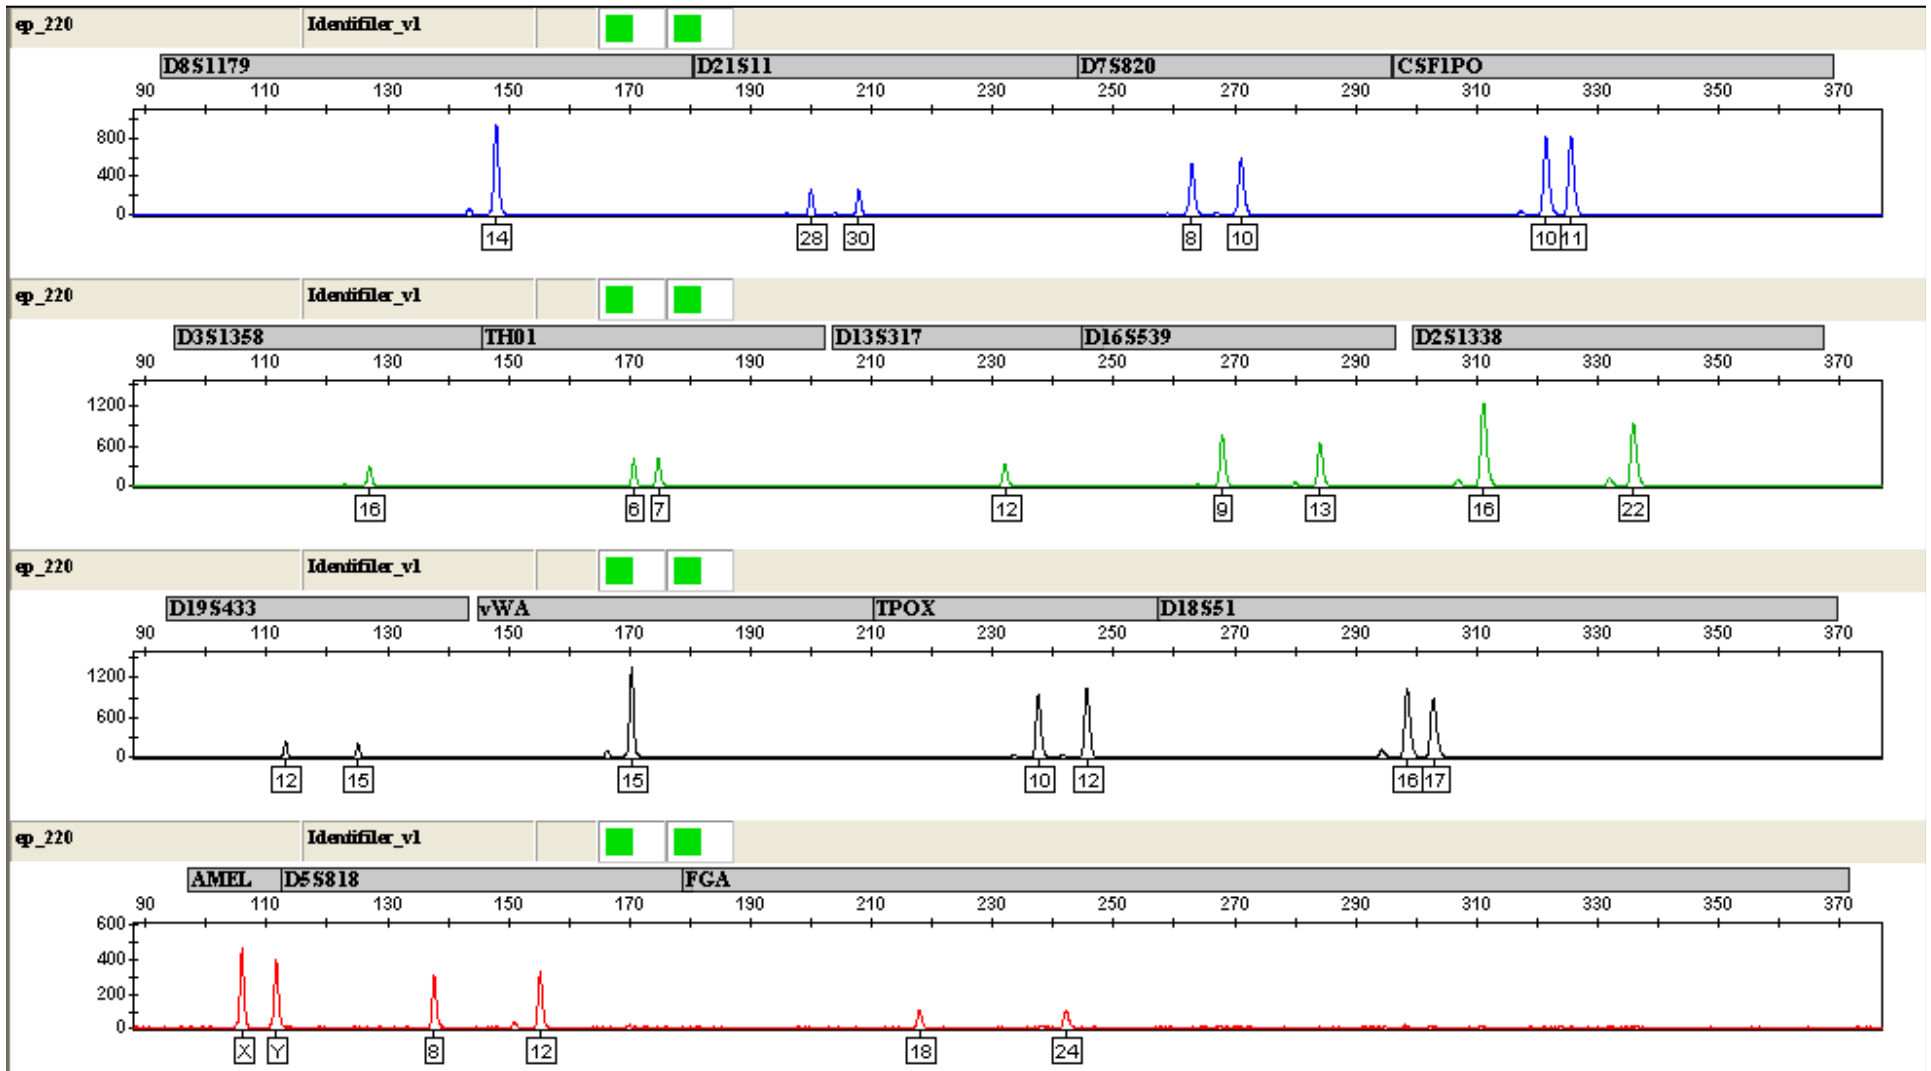 ep_220 Identifiler_v1
D8S1179 D21S11 D7S820 CSF1PO
90 110 130 150 170 190 210 230 250 270 290 310 330 350 370
800
400
0
14 28 30 8 10 10 11
ep_220 Identifiler_v1
D3S1358 TH01 D13S317 D16S539 D2S1338
90 110 130 150 170 190 210 230 250 270 290 310 330 350 370
1200
600
0
16 6 7 12 9 13 16 22
ep_220 Identifiler_v1
D19S433 vWA TPOX D18S51
90 110 130 150 170 190 210 230 250 270 290 310 330 350 370
1200
600
0
12 15 15 10 12 16 17
ep_220 Identifiler_v1
AMEL D5S818 FGA
90 110 130 150 170 190 210 230 250 270 290 310 330 350 370
600
400
200
0
X Y 8 12 18 24